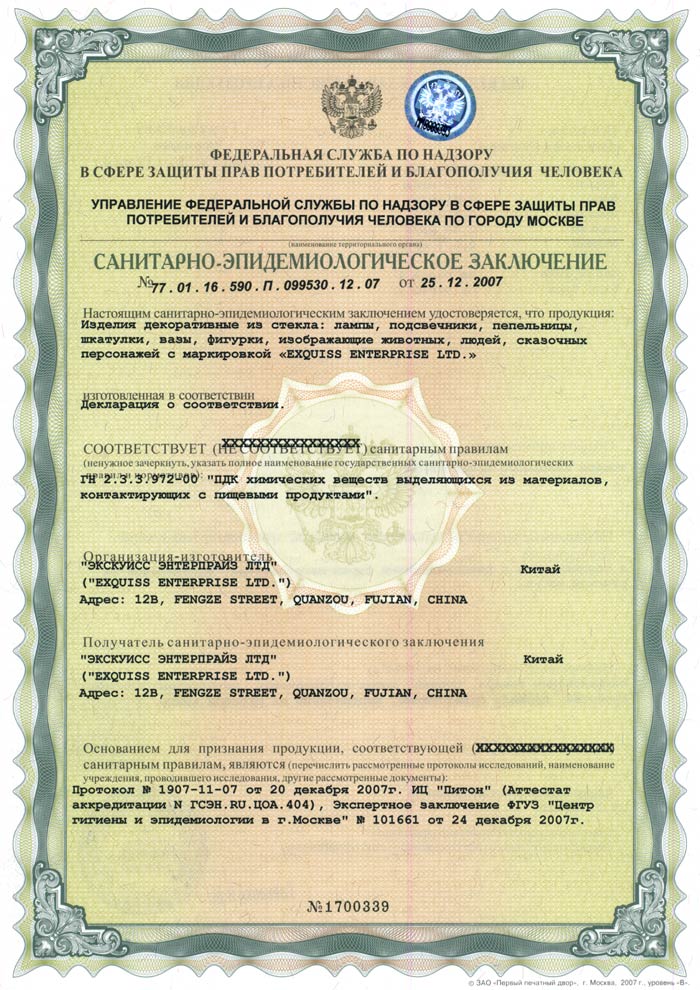 ФЕДЕРАЛЬНАЯ СЛУЖБА ПО НАДЗОРУ
В СФЕРЕ ЗАЩИТЫ ПРАВ ПОТРЕБИТЕЛЕЙ И БЛАГОПОЛУЧИЯ ЧЕЛОВЕКА
УПРАВЛЕНИЕ ФЕДЕРАЛЬНОЙ СЛУЖБЫ ПО НАДЗОРУ В СФЕРЕ ЗАЩИТЫ ПРАВ
ПОТРЕБИТЕЛЕЙ И БЛАГОПОЛУЧИЯ ЧЕЛОВЕКА ПО ГОРОДУ МОСКВЕ
(наименование территориального органа)
САНИТАРНО-ЭПИДЕМИОЛОГИЧЕСКОЕ ЗАКЛЮЧЕНИЕ
№77.01.16.590.П.099530.12.07 от 25.12.2007
Настоящим санитарно-эпидемиологическим заключением удостоверяется, что продукция:
Изделия декоративные из стекла: лампы, подсвечники, пепельницы,
шкатулки, вазы, фигурки, изображающие животных, людей, сказочных
персонажей с маркировкой «EXQUISS ENTERPRISE LTD.»
изготовленная в соответствии
Декларация о соответствии.
СООТВЕТСТВУЕТ (НЕ СООТВЕТСТВУЕТ) санитарным правилам
(ненужное зачеркнуть, указать полное наименование государственных санитарно-эпидемиологических
правил и нормативов):
ГН 2.3.3.972-00 "ПДК химических веществ выделяющихся из материалов,
контактирующих с пищевыми продуктами".
Организация-изготовитель
"ЭКСКУИСС ЭНТЕРПРАЙЗ ЛТД" Китай
("EXQUISS ENTERPRISE LTD.")
Адрес: 12B, FENGZE STREET, QUANZOU, FUJIAN, CHINA
Получатель санитарно-эпидемиологического заключения
"ЭКСКУИСС ЭНТЕРПРАЙЗ ЛТД" Китай
("EXQUISS ENTERPRISE LTD.")
Адрес: 12B, FENGZE STREET, QUANZOU, FUJIAN, CHINA
Основанием для признания продукции, соответствующей (
санитарным правилам, являются (перечислить рассмотренные протоколы исследований, наименование
учреждения, проводившего исследования, другие рассмотренные документы):
Протокол № 1907-11-07 от 20 декабря 2007г. ИЦ "Питон" (Аттестат
аккредитации N ГСЭН.RU.ЦОА.404), Экспертное заключение ФГУЗ "Центр
гигиены и эпидемиологии в г.Москве" № 101661 от 24 декабря 2007г.
№1700339
© ЗАО «Первый печатный двор», г. Москва, 2007 г., уровень «В».